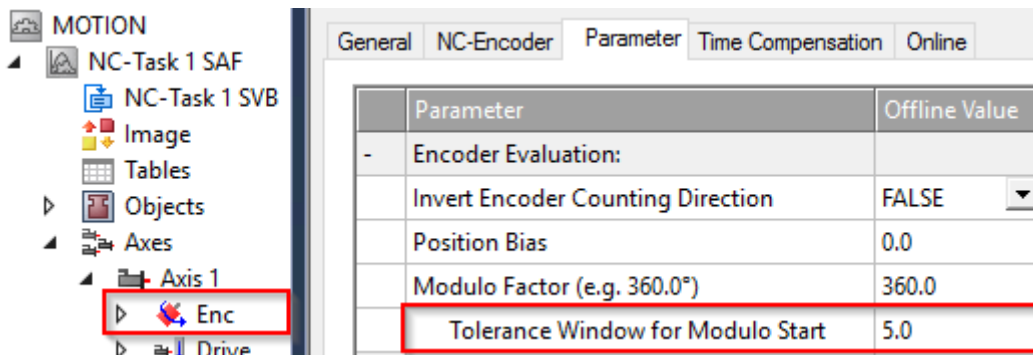 MOTION
NC-Task 1 SAF
NC-Task 1 SVB
Image
Tables
Objects
Axes
Axis 1
Enc
Drive
General NC-Encoder Parameter Time Compensation Online
Parameter Offline Value
- Encoder Evaluation:
Invert Encoder Counting Direction FALSE
Position Bias 0.0
Modulo Factor (e.g. 360.0°) 360.0
Tolerance Window for Modulo Start 5.0